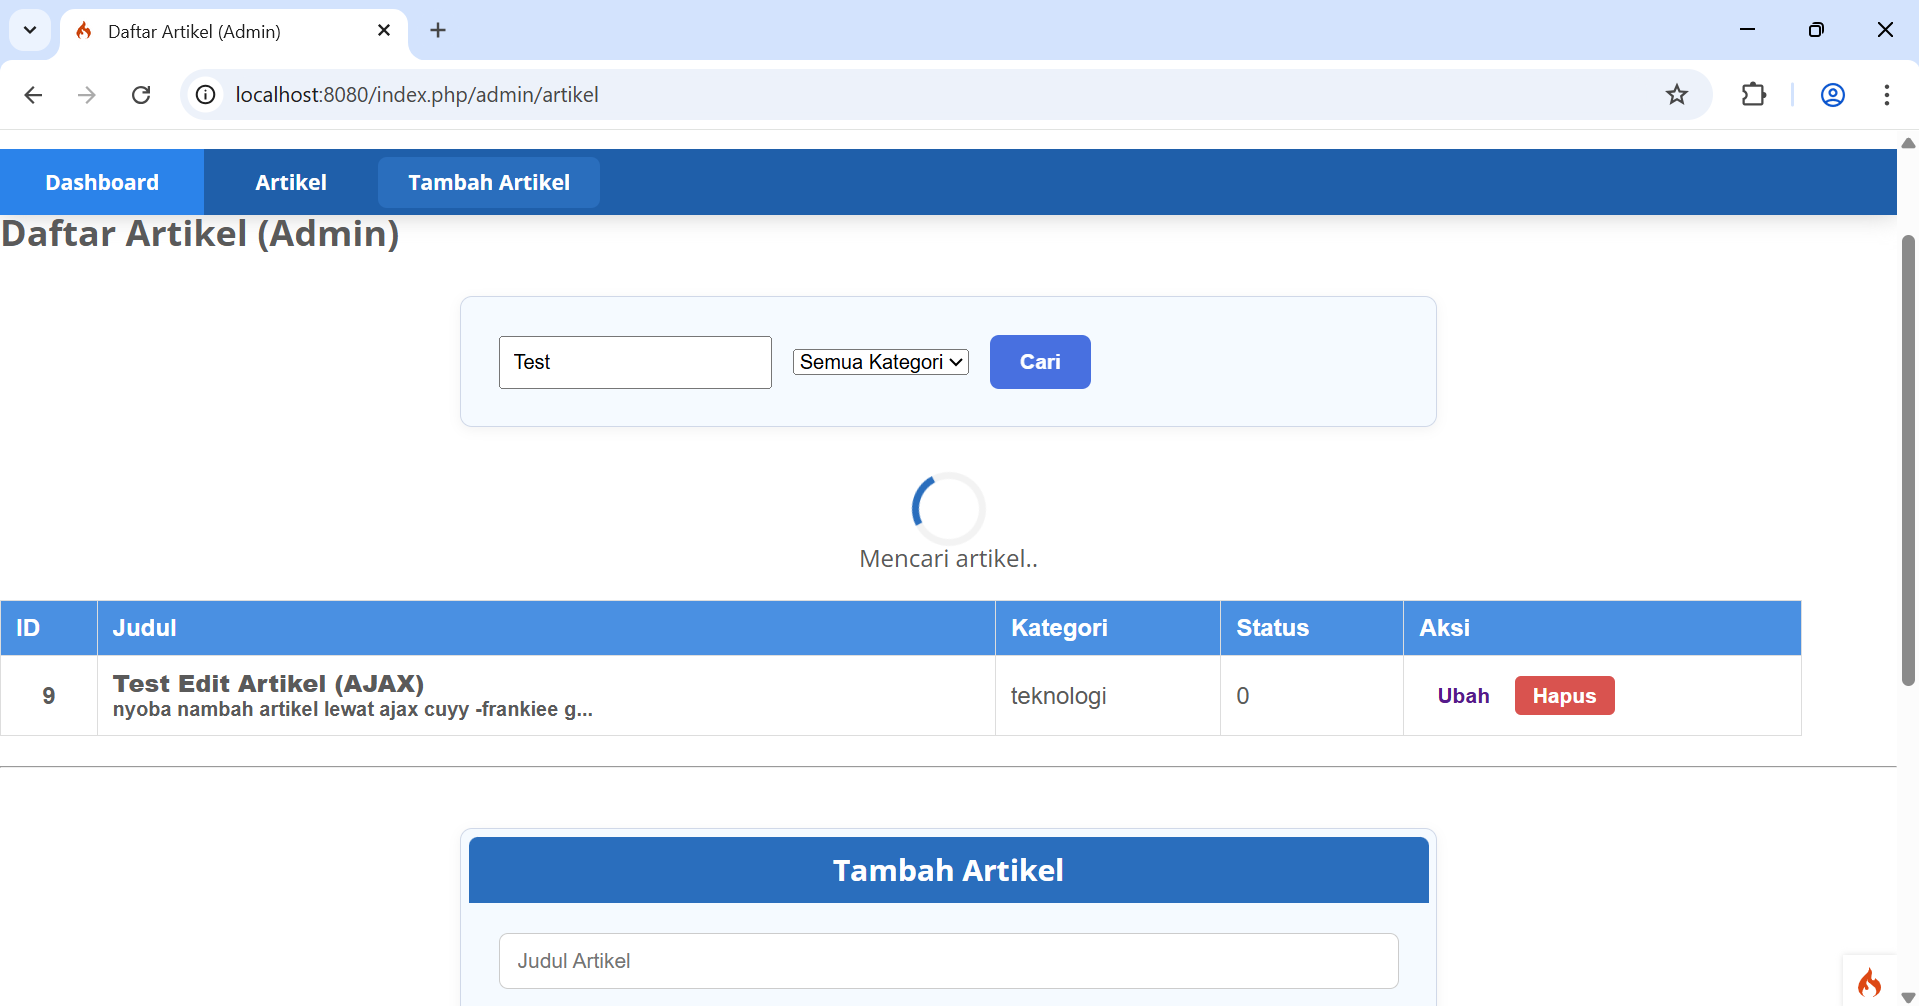 Daftar Artikel (Admin)
localhost:8080/index.php/admin/artikel
Dashboard Artikel Tambah Artikel
Daftar Artikel (Admin)
Test Semua Kategori Cari
Mencari artikel..
ID Judul Kategori Status Aksi
9 Test Edit Artikel (AJAX) teknologi 0 Ubah Hapus
nyoba nambah artikel lewat ajax cuyy -frankiee g...
Tambah Artikel
Judul Artikel